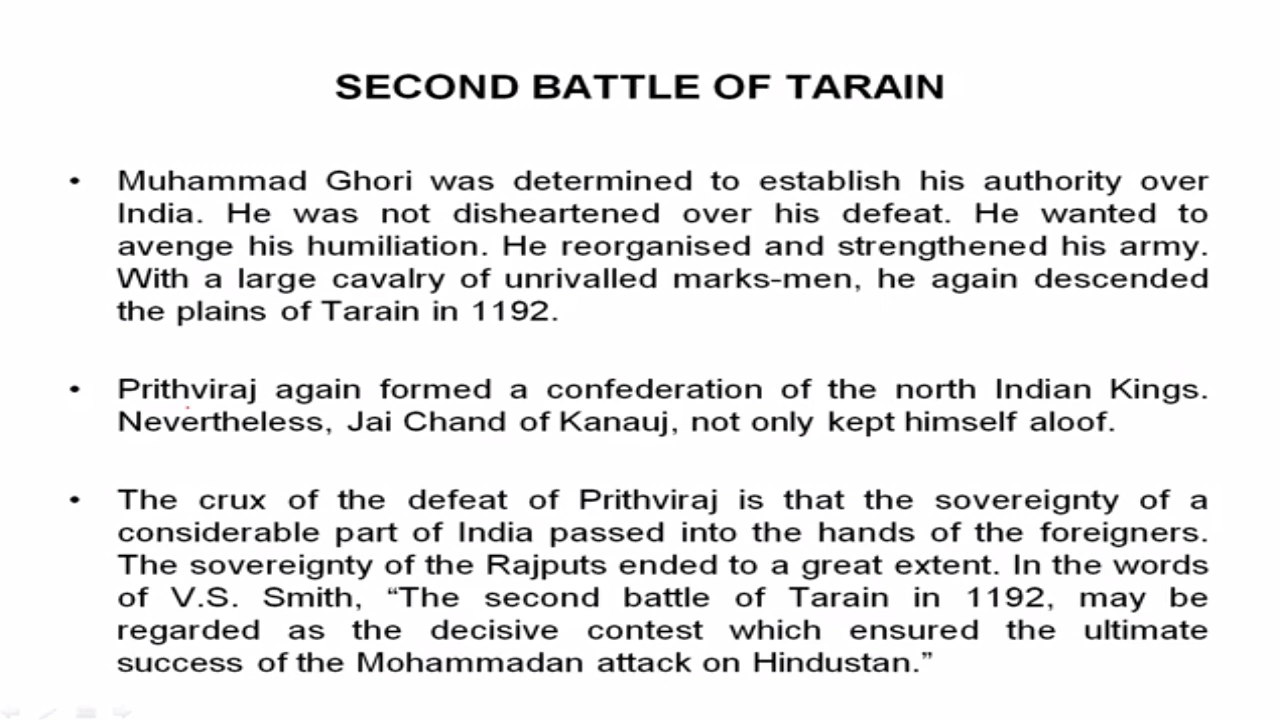 SECOND BATTLE OF TARAIN
• Muhammad Ghori was determined to establish his authority over
India. He was not disheartened over his defeat. He wanted to
avenge his humiliation. He reorganised and strengthened his army.
With a large cavalry of unrivalled marks-men, he again descended
the plains of Tarain in 1192.
• Prithviraj again formed a confederation of the north Indian Kings.
Nevertheless, Jai Chand of Kanauj, not only kept himself aloof.
• The crux of the defeat of Prithviraj is that the sovereignty of a
considerable part of India passed into the hands of the foreigners.
The sovereignty of the Rajputs ended to a great extent. In the words
of V.S. Smith, “The second battle of Tarain in 1192, may be
regarded as the decisive contest which ensured the ultimate
success of the Mohammadan attack on Hindustan.”